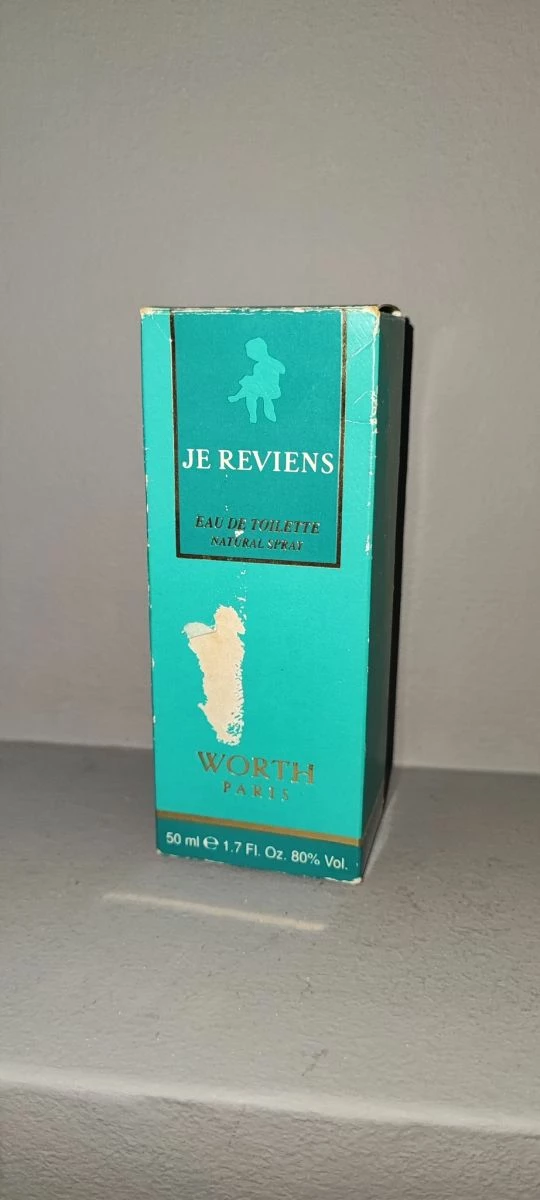 JE REVIENS
EAU DE TOILETTE
NATURAL SPRAY
WORTH
PARIS
50 ml ℮ 1.7 Fl. Oz. 80% Vol.